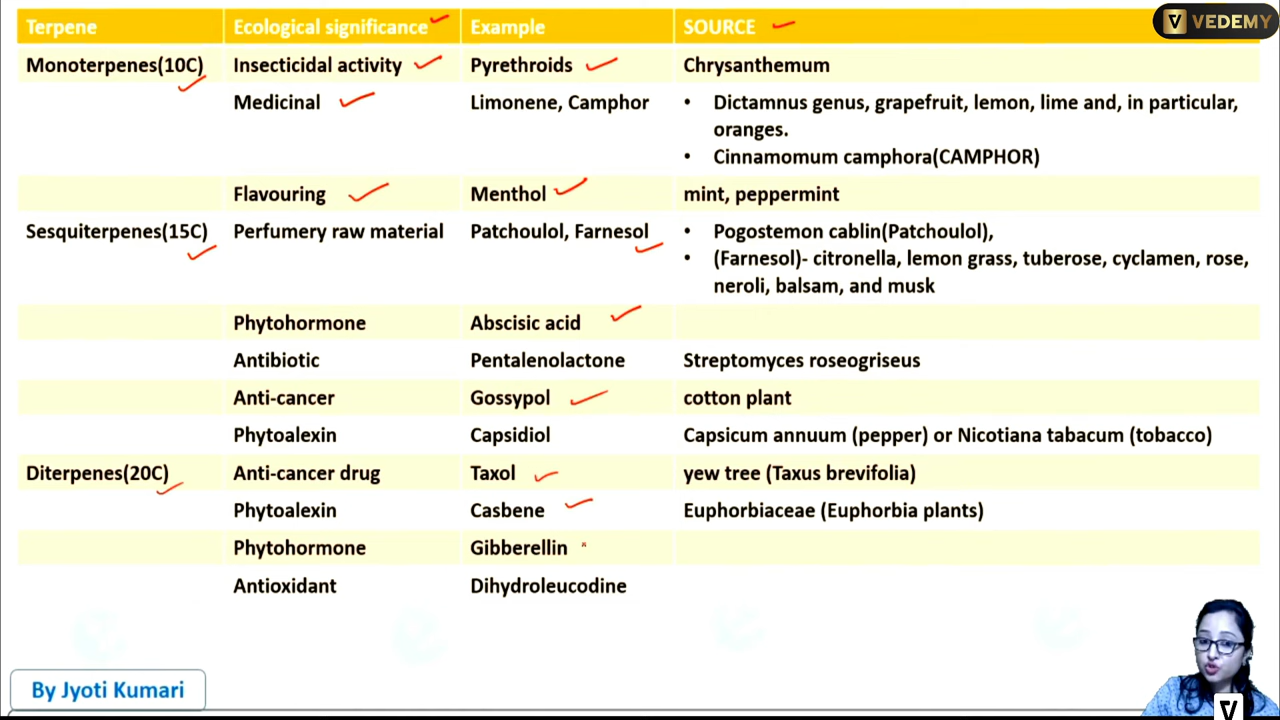 Terpene Ecological significance Example SOURCE
VEDEMY
Monoterpenes(10C) Insecticidal activity Pyrethroids Chrysanthemum
Medicinal Limonene, Camphor • Dictamnus genus, grapefruit, lemon, lime and, in particular,
oranges.
• Cinnamomum camphora(CAMPHOR)
Flavouring Menthol mint, peppermint
Sesquiterpenes(15C) Perfumery raw material Patchoulol, Farnesol • Pogostemon cablin(Patchoulol),
• (Farnesol)- citronella, lemon grass, tuberose, cyclamen, rose,
neroli, balsam, and musk
Phytohormone Abscisic acid
Antibiotic Pentalenolactone Streptomyces roseogriseus
Anti-cancer Gossypol cotton plant
Phytoalexin Capsidiol Capsicum annuum (pepper) or Nicotiana tabacum (tobacco)
Diterpenes(20C) Anti-cancer drug Taxol yew tree (Taxus brevifolia)
Phytoalexin Casbene Euphorbiaceae (Euphorbia plants)
Phytohormone Gibberellin
Antioxidant Dihydroleucodine
By Jyoti Kumari